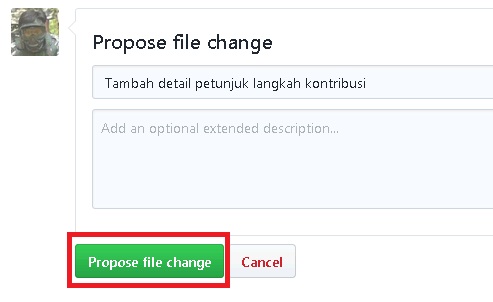 Propose file change
Tambah detail petunjuk langkah kontribusi
Add an optional extended description...
Propose file change
Cancel